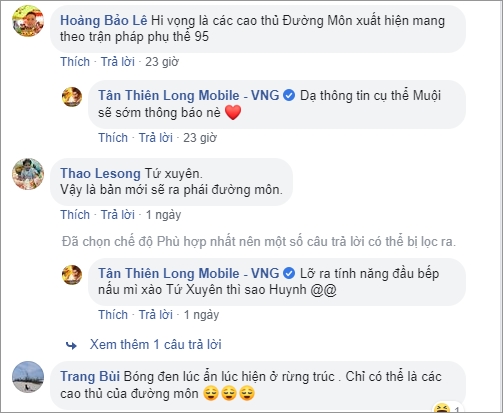 Hoàng Bảo Lê Hi vọng là các cao thủ Đường Môn xuất hiện mang
theo trận pháp phụ thể 95
Thích · Trả lời · 23 giờ
Tân Thiên Long Mobile - VNG Dạ thông tin cụ thể Muội
sẽ sớm thông báo nè ❤
Thích · Trả lời · 23 giờ
Thao Lesong Tứ xuyên.
Vậy là bản mới sẽ ra phái đường môn.
Thích · Trả lời · 1 ngày
Đã chọn chế độ Phù hợp nhất nên một số câu trả lời có thể bị lọc ra.
Tân Thiên Long Mobile - VNG Lỡ ra tính năng đầu bếp
nấu mì xào Tứ Xuyên thì sao Huynh @@
Thích · Trả lời · 1 ngày
Xem thêm 1 câu trả lời
Trang Bùi Bóng đen lúc ẩn lúc hiện ở rừng trúc . Chỉ có thể là các
cao thủ của đường môn 😌😌😌
1